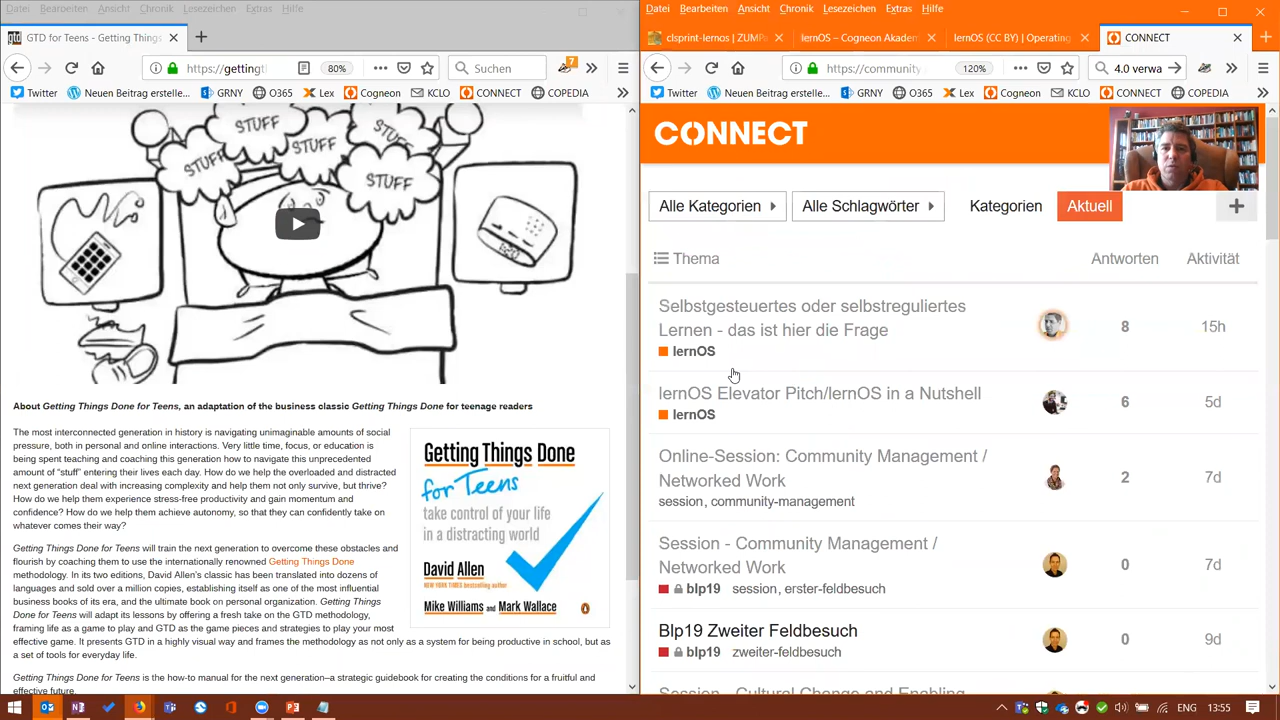 Datei Bearbeiten Ansicht Chronik Lesezeichen Extras Hilfe
gtd GTD for Teens - Getting Things
https://gettingt 80% Suchen 7
Twitter Neuen Beitrag erstelle... GRNY O365 Lex Cogneon KCLO CONNECT COPEDIA
STUFF
STUFF
STUFF
STUFF
STUFF
About Getting Things Done for Teens, an adaptation of the business classic Getting Things Done for teenage readers
The most interconnected generation in history is navigating unimaginable amounts of social
pressure, both in personal and online interactions. Very little time, focus, or education is
being spent teaching and coaching this generation how to navigate this unprecedented
amount of “stuff” entering their lives each day. How do we help the overloaded and distracted
next generation deal with increasing complexity and help them not only survive, but thrive?
How do we help them experience stress-free productivity and gain momentum and
confidence? How do we help them achieve autonomy, so that they can confidently take on
whatever comes their way?
Getting Things Done for Teens will train the next generation to overcome these obstacles and
flourish by coaching them to use the internationally renowned Getting Things Done
methodology. In its two editions, David Allen’s classic has been translated into dozens of
languages and sold over a million copies, establishing itself as one of the most influential
business books of its era, and the ultimate book on personal organization. Getting Things
Done for Teens will adapt its lessons by offering a fresh take on the GTD methodology,
framing life as a game to play and GTD as the game pieces and strategies to play your most
effective game. It presents GTD in a highly visual way and frames the methodology as not only as a system for being productive in school, but as
a set of tools for everyday life.
Getting Things Done for Teens is the how-to manual for the next generation–a strategic guidebook for creating the conditions for a fruitful and
effective future.
Getting Things Done
for Teens
take control of your life
in a distracting world
David Allen
NEW YORK TIMES BESTSELLING AUTHOR
Mike Williams and Mark Wallace
Datei Bearbeiten Ansicht Chronik Lesezeichen Extras Hilfe
clsprint-lernos | ZUMPa lernOS – Cogneon Akade lernOS (CC BY) | Operating CONNECT
https://community 120% 4.0 verwa
Twitter Neuen Beitrag erstelle... GRNY O365 Lex Cogneon KCLO CONNECT COPEDIA
CONNECT
Alle Kategorien Alle Schlagwörter Kategorien Aktuell
Thema Antworten Aktivität
Selbstgesteuertes oder selbstreguliertes
Lernen - das ist hier die Frage 8 15h
lernOS
lernOS Elevator Pitch/lernOS in a Nutshell 6 5d
lernOS
Online-Session: Community Management /
Networked Work 2 7d
session, community-management
Session - Community Management /
Networked Work 0 7d
blp19 session, erster-feldbesuch
Blp19 Zweiter Feldbesuch 0 9d
blp19 zweiter-feldbesuch
Session - Cultural Change and Enabling
ENG 13:55